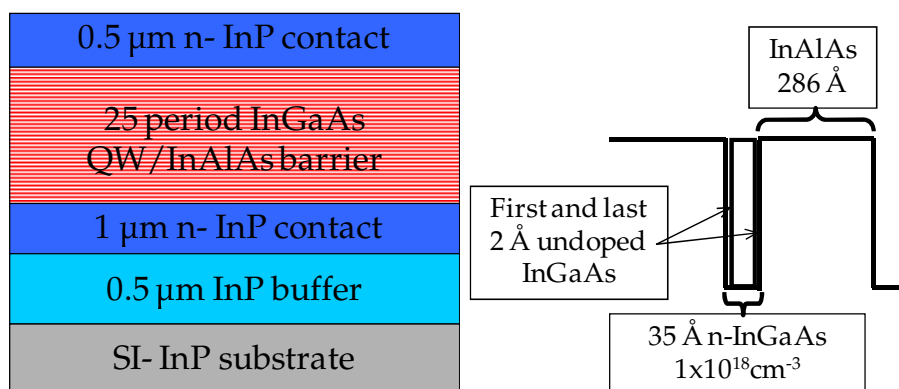 0.5 µm n- InP contact
25 period InGaAs
QW/InAlAs barrier
1 µm n- InP contact
0.5 µm InP buffer
SI- InP substrate
InAlAs
286 Å
First and last
2 Å undoped
InGaAs
35 Å n-InGaAs
1x10¹⁸cm⁻³